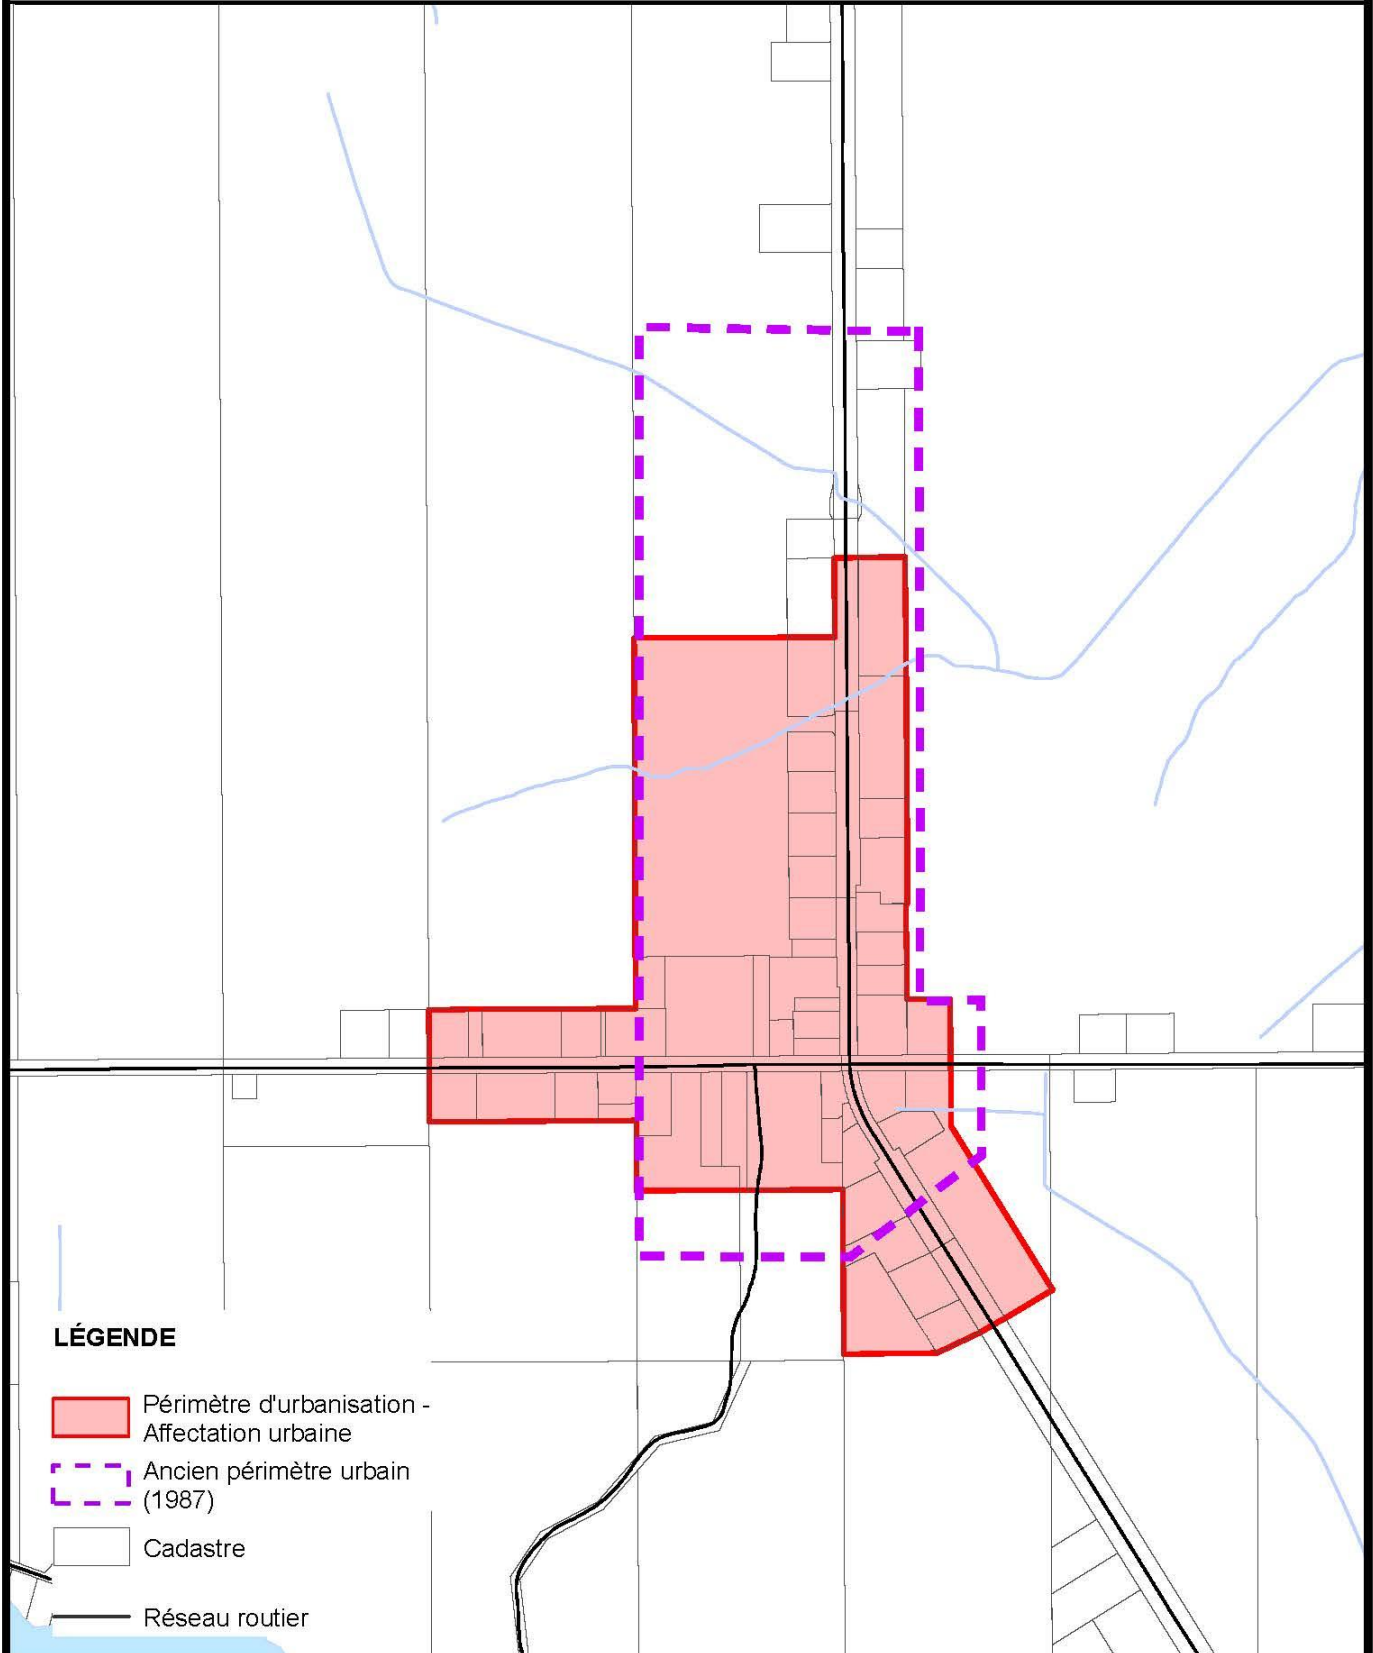 LÉGENDE
Périmètre d'urbanisation -
Affectation urbaine
Ancien périmètre urbain
(1987)
Cadastre
Réseau routier